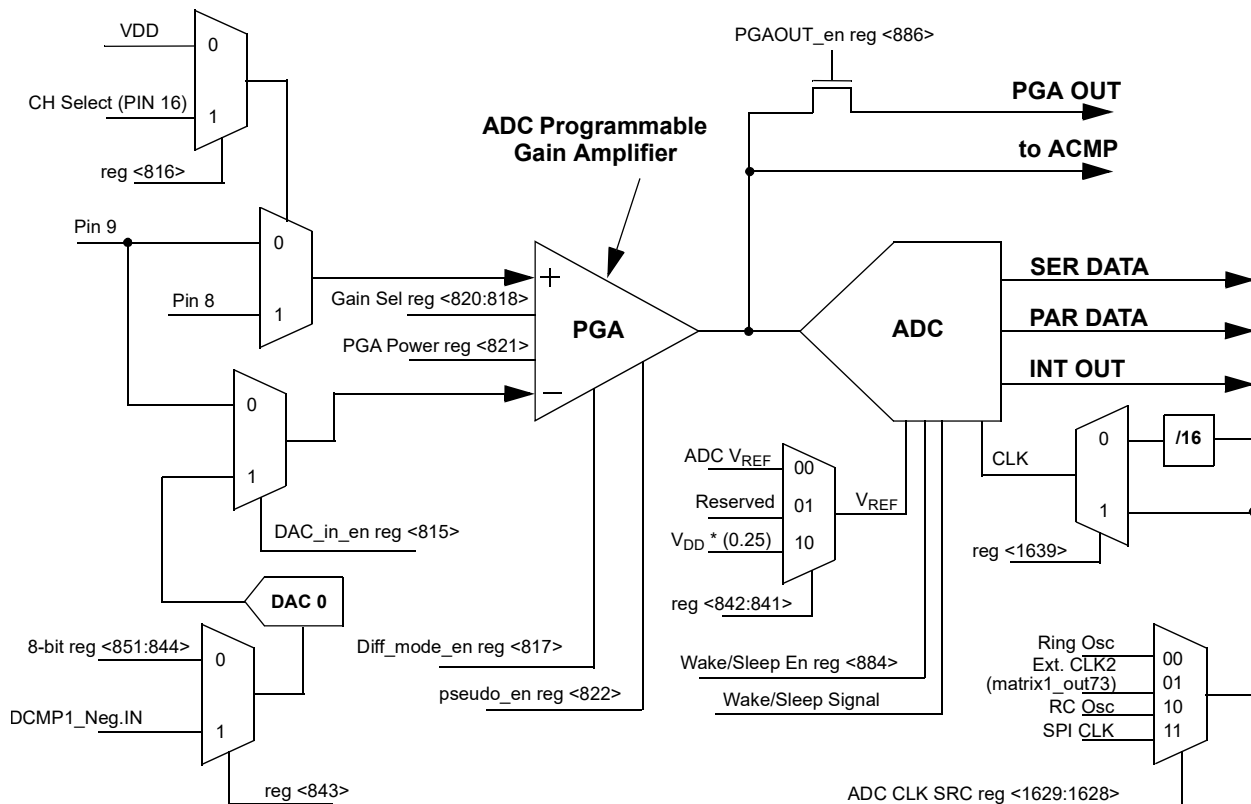 VDD
0
CH Select (PIN 16)
1
reg <816>
PGAOUT_en reg <886>
PGA OUT
to ACMP
ADC Programmable
Gain Amplifier
Pin 9
0
Pin 8
1
+
Gain Sel reg <820:818>
PGA
PGA Power reg <821>
−
ADC
SER DATA
PAR DATA
INT OUT
0
1
DAC_in_en reg <815>
ADC VREF
00
Reserved
01
VDD * (0.25)
10
VREF
reg <842:841>
CLK
0
/16
1
reg <1639>
DAC 0
8-bit reg <851:844>
0
DCMP1_Neg.IN
1
reg <843>
Diff_mode_en reg <817>
pseudo_en reg <822>
Wake/Sleep En reg <884>
Wake/Sleep Signal
Ring Osc
00
Ext. CLK2
(matrix1_out73)
01
RC Osc
10
SPI CLK
11
ADC CLK SRC reg <1629:1628>